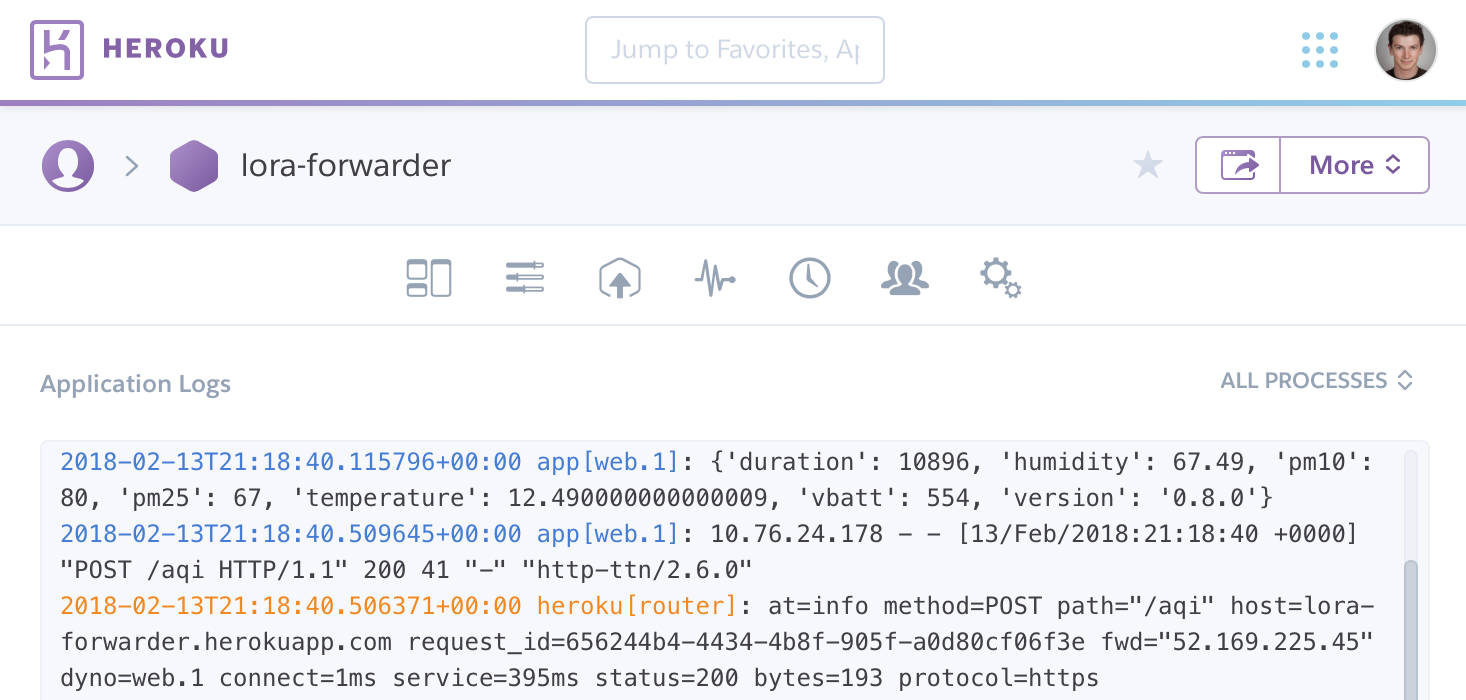 HEROKU
Jump to Favorites, Ap
lora-forwarder
More
Application Logs
ALL PROCESSES
2018-02-13T21:18:40.115796+00:00 app[web.1]: {'duration': 10896, 'humidity': 67.49, 'pm10':
80, 'pm25': 67, 'temperature': 12.490000000000009, 'vbatt': 554, 'version': '0.8.0'}
2018-02-13T21:18:40.509645+00:00 app[web.1]: 10.76.24.178 - - [13/Feb/2018:21:18:40 +0000]
"POST /aqi HTTP/1.1" 200 41 "-" "http-ttn/2.6.0"
2018-02-13T21:18:40.506371+00:00 heroku[router]: at=info method=POST path="/aqi" host=lora-
forwarder.herokuapp.com request_id=656244b4-4434-4b8f-905f-a0d80cf06f3e fwd="52.169.225.45"
dyno=web.1 connect=1ms service=395ms status=200 bytes=193 protocol=https